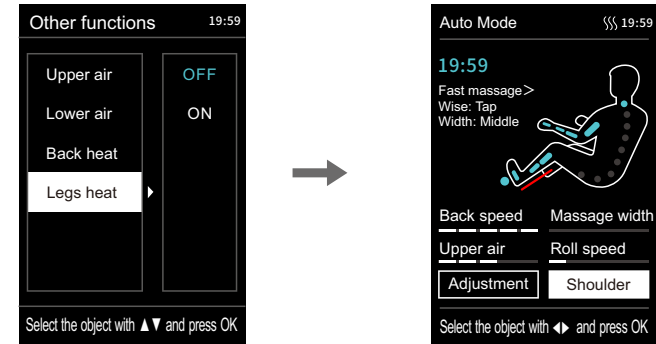 Other functions 19:59
Upper air OFF
Lower air ON
Back heat
Legs heat
Select the object with ▲▼ and press OK
Auto Mode 19:59
19:59
Fast massage>
Wise: Tap
Width: Middle
Back speed Massage width
Upper air Roll speed
Adjustment Shoulder
Select the object with ◀▶ and press OK